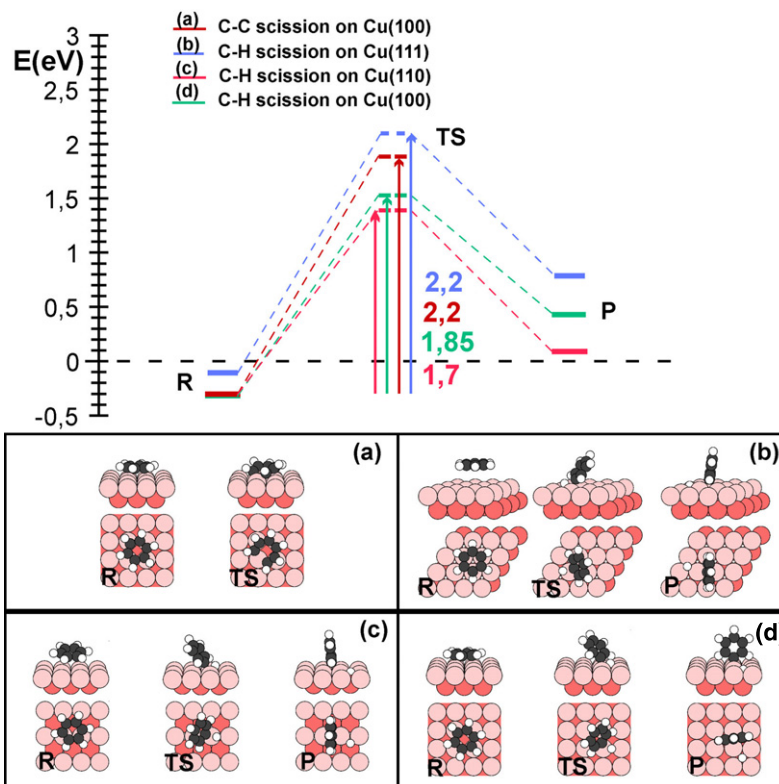 (a) C-C scission on Cu(100)
(b) C-H scission on Cu(111)
(c) C-H scission on Cu(110)
(d) C-H scission on Cu(100)
E(eV)
3
2,5
2
1,5
1
0,5
0
-0,5
TS
R
P
2,2
2,2
1,85
1,7
(a)
R
TS
(b)
R
TS
P
(c)
R
TS
P
(d)
R
TS
P